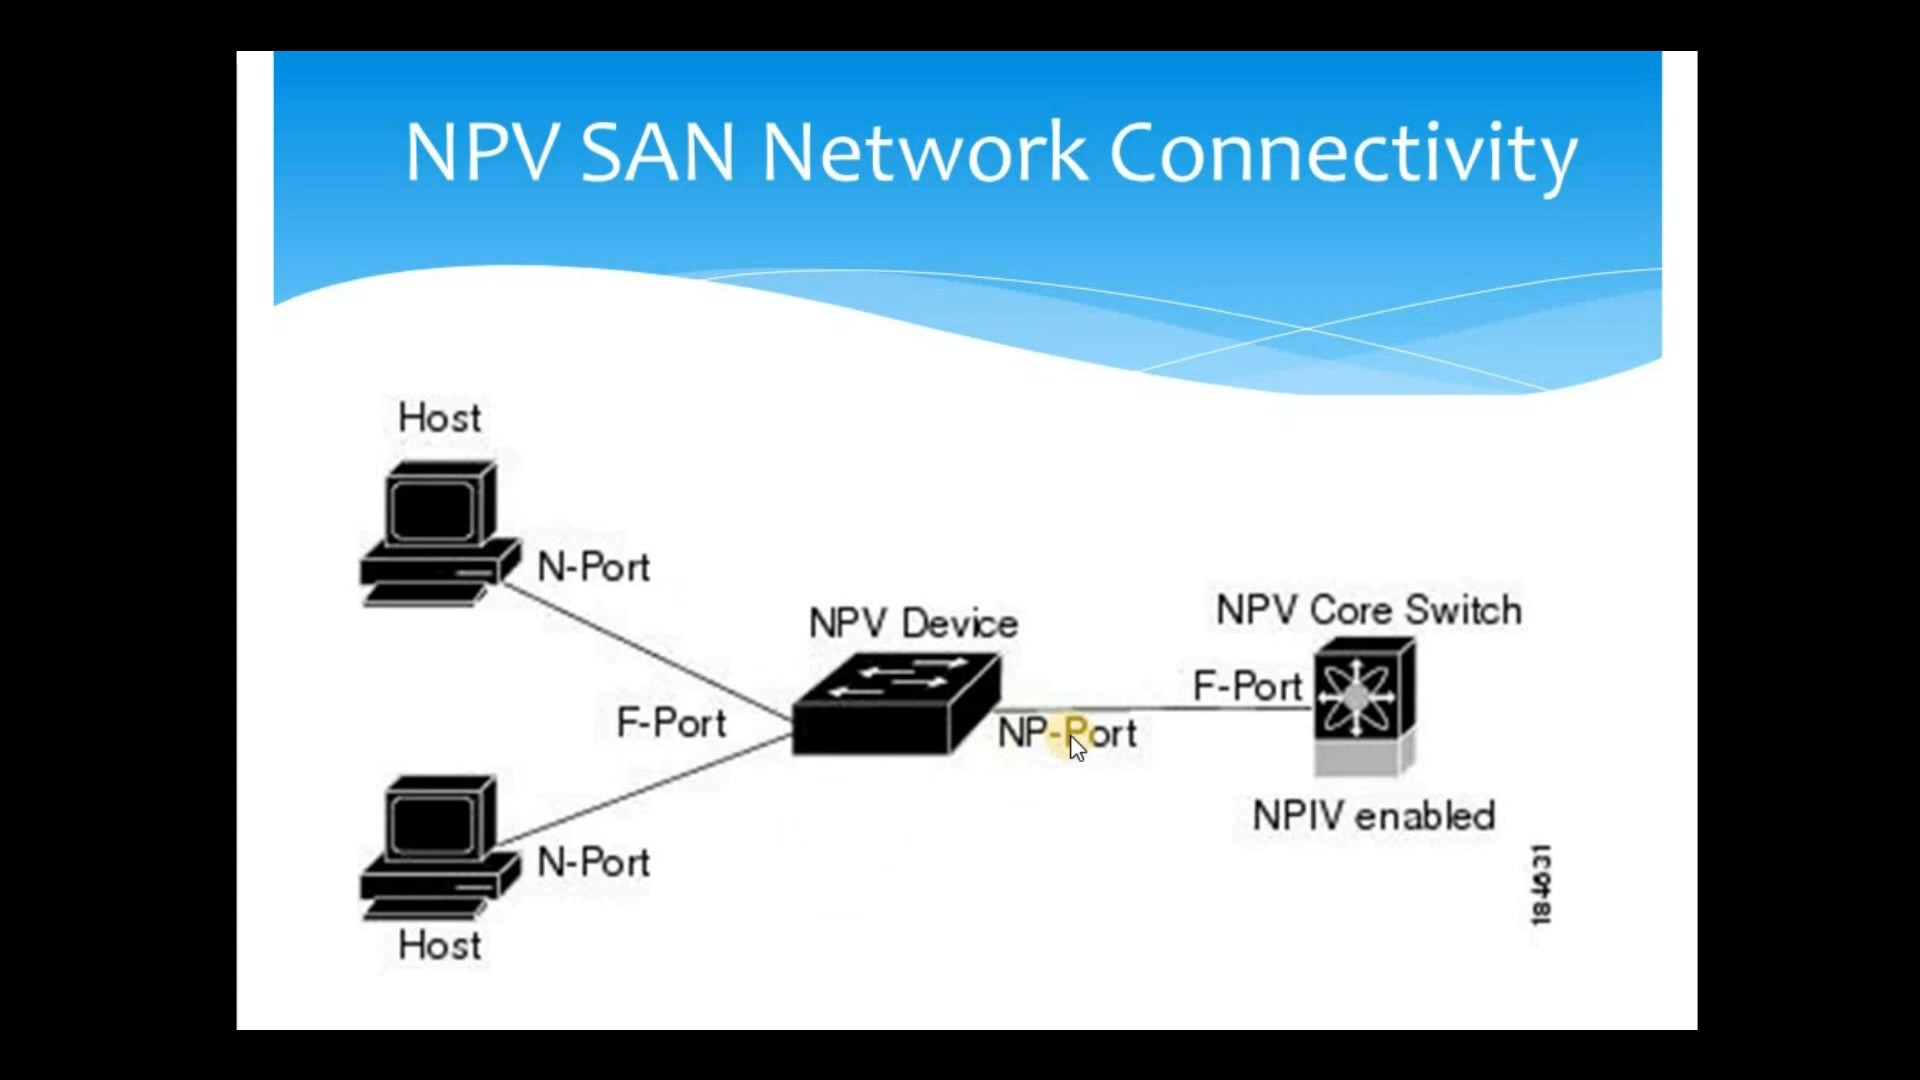 NPV SAN Network Connectivity
Host
N-Port
NPV Device
NPV Core Switch
F-Port
F-Port
NP-Port
NPIV enabled
N-Port
Host
184631